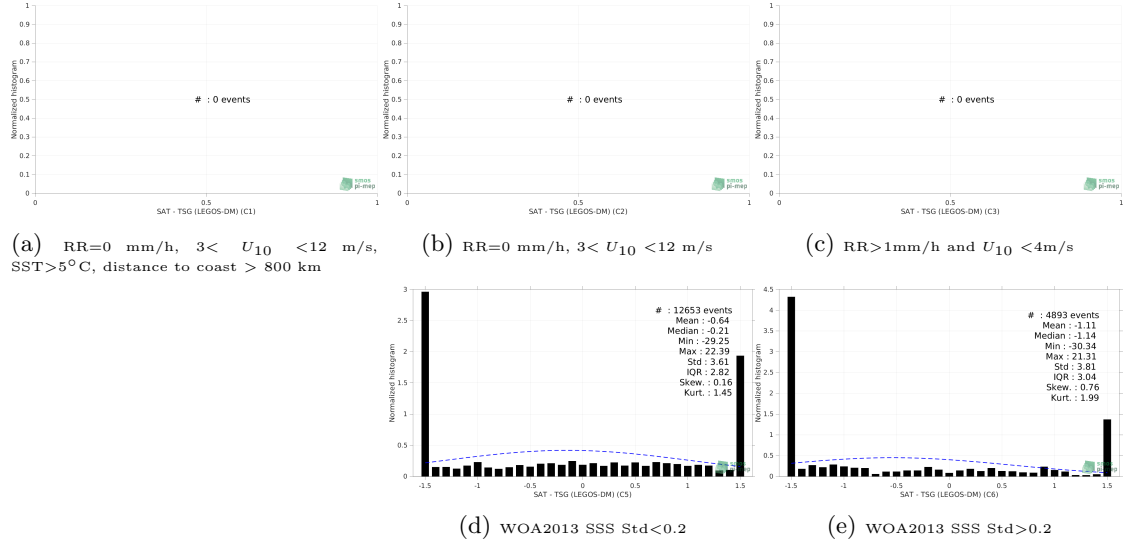 1
0.9
0.8
0.7
0.6
0.5
0.4
0.3
0.2
0.1
0
Normalized histogram
# : 0 events
smos
pi-mep
0 0.5 1
SAT - TSG (LEGOS-DM) (C1)
(a) RR=0 mm/h, 3< U10 <12 m/s,
SST>5°C, distance to coast > 800 km
1
0.9
0.8
0.7
0.6
0.5
0.4
0.3
0.2
0.1
0
Normalized histogram
# : 0 events
smos
pi-mep
0 0.5 1
SAT - TSG (LEGOS-DM) (C2)
(b) RR=0 mm/h, 3< U10 <12 m/s
1
0.9
0.8
0.7
0.6
0.5
0.4
0.3
0.2
0.1
0
Normalized histogram
# : 0 events
smos
pi-mep
0 0.5 1
SAT - TSG (LEGOS-DM) (C3)
(c) RR>1mm/h and U10 <4m/s
3
2.5
2
1.5
1
0.5
0
Normalized histogram
# : 12653 events
Mean : -0.64
Median : -0.21
Min : -29.25
Max : 22.39
Std : 3.61
IQR : 2.82
Skew. : 0.16
Kurt. : 1.45
smos
pi-mep
-1.5 -1 -0.5 0 0.5 1 1.5
SAT - TSG (LEGOS-DM) (C5)
(d) WOA2013 SSS Std<0.2
4.5
4
3.5
3
2.5
2
1.5
1
0.5
0
Normalized histogram
# : 4893 events
Mean : -1.11
Median : -1.14
Min : -30.34
Max : 21.31
Std : 3.81
IQR : 3.04
Skew. : 0.76
Kurt. : 1.99
smos
pi-mep
-1.5 -1 -0.5 0 0.5 1 1.5
SAT - TSG (LEGOS-DM) (C6)
(e) WOA2013 SSS Std>0.2